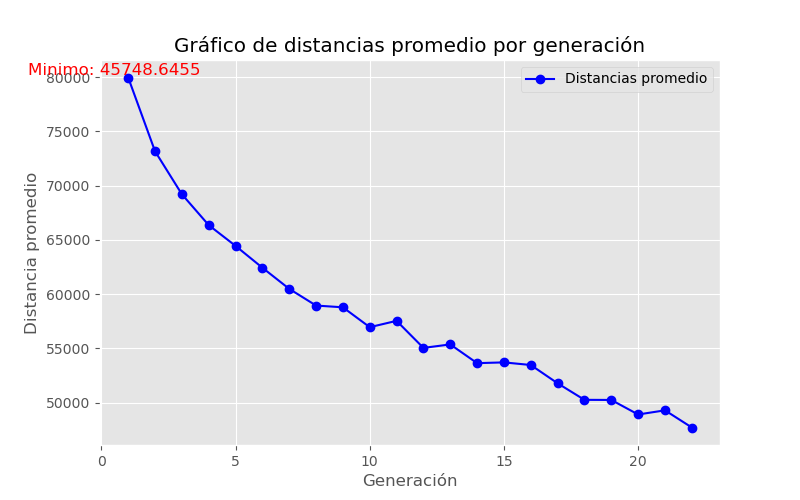 Gráfico de distancias promedio por generación
Minimo: 45748.6455
Distancias promedio
80000
75000
70000
65000
60000
55000
50000
Distancia promedio
0 5 10 15 20
Generación